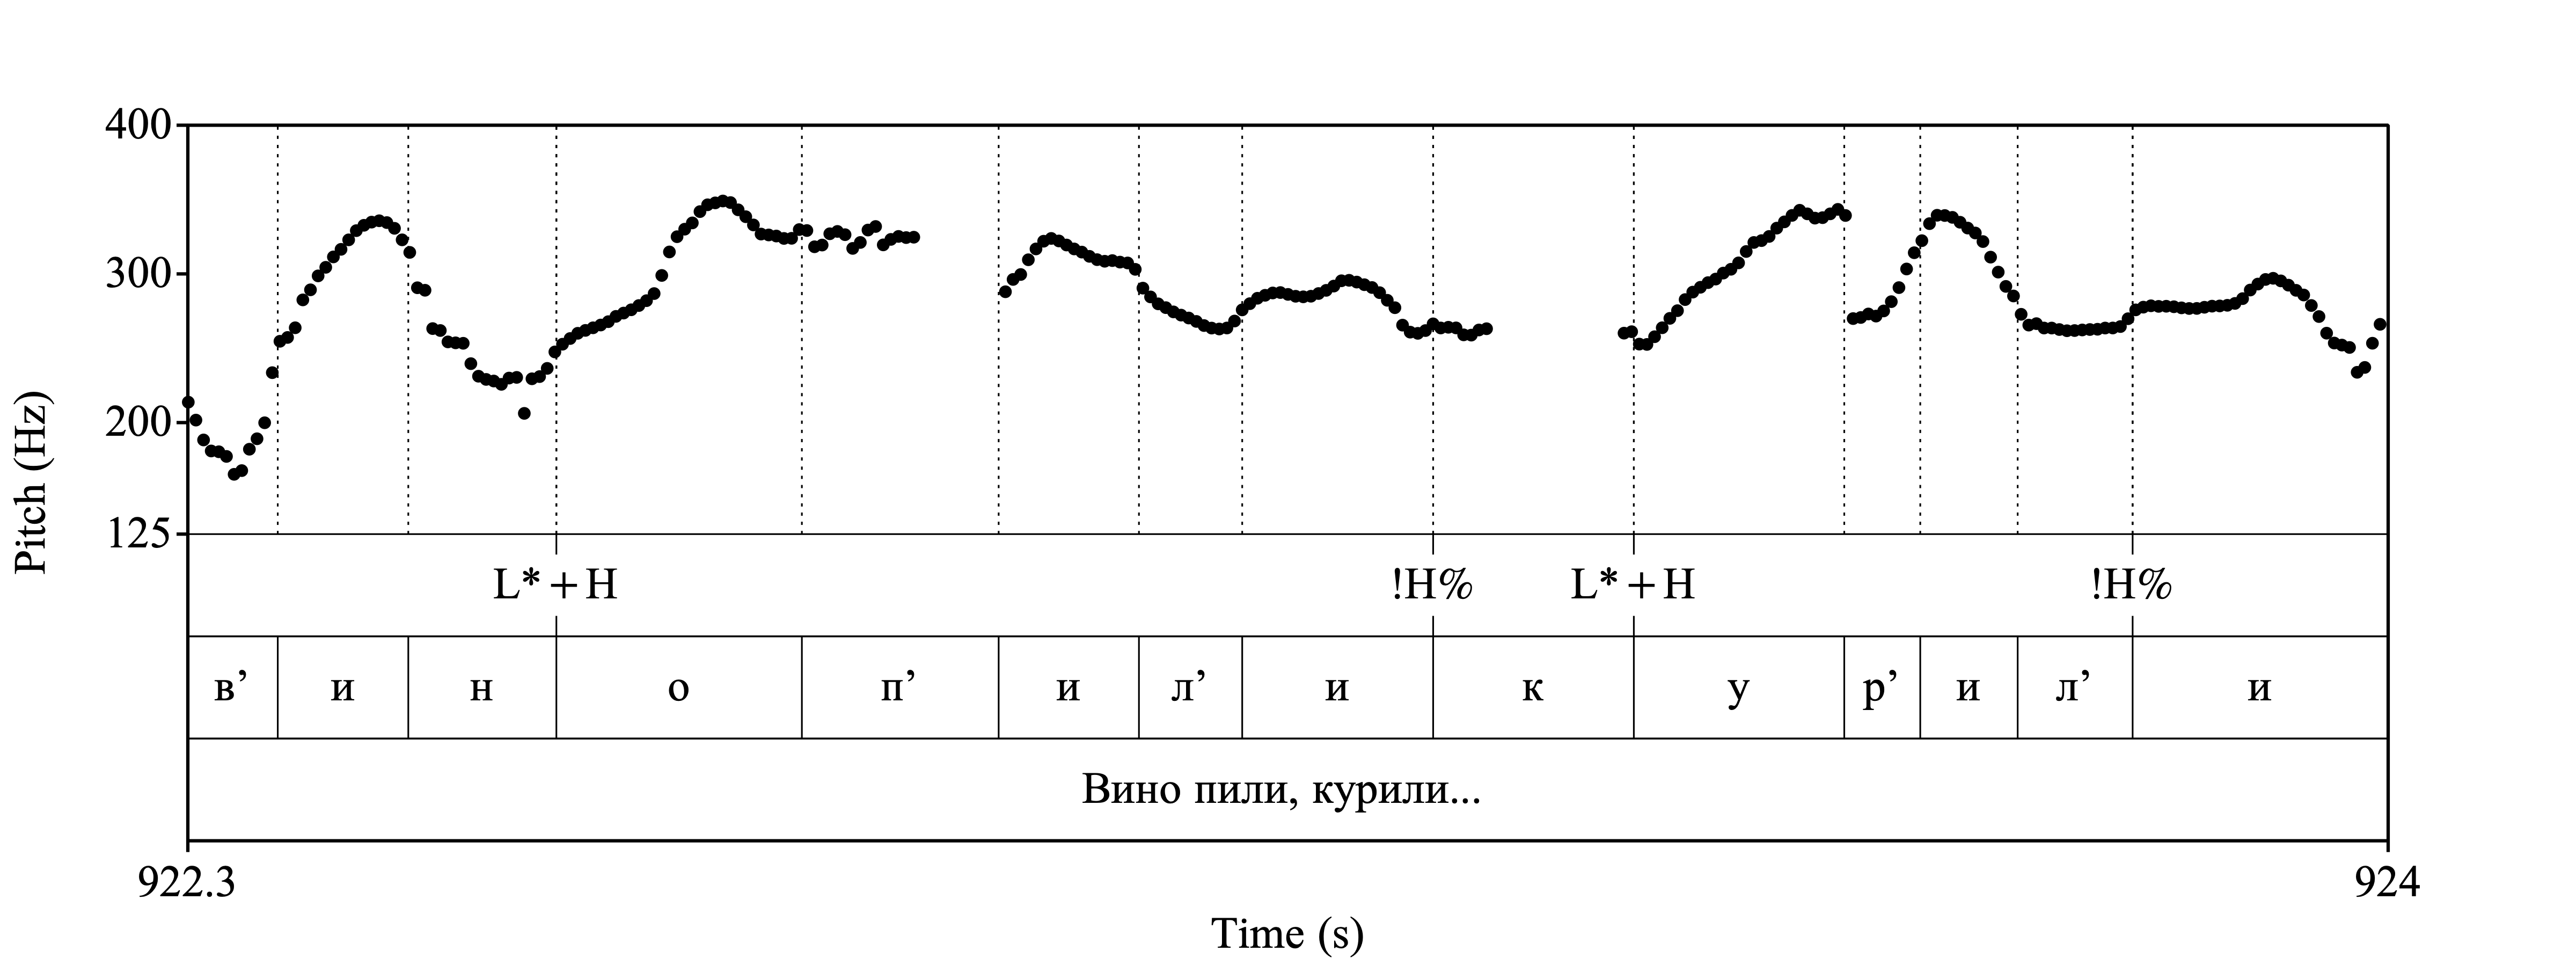 400
300
200
125
Pitch (Hz)
L*+H !H% L*+H !H%
в’ и н о п’ и л’ и к у р’ и л’ и
Вино пили, курили...
922.3 924
Time (s)